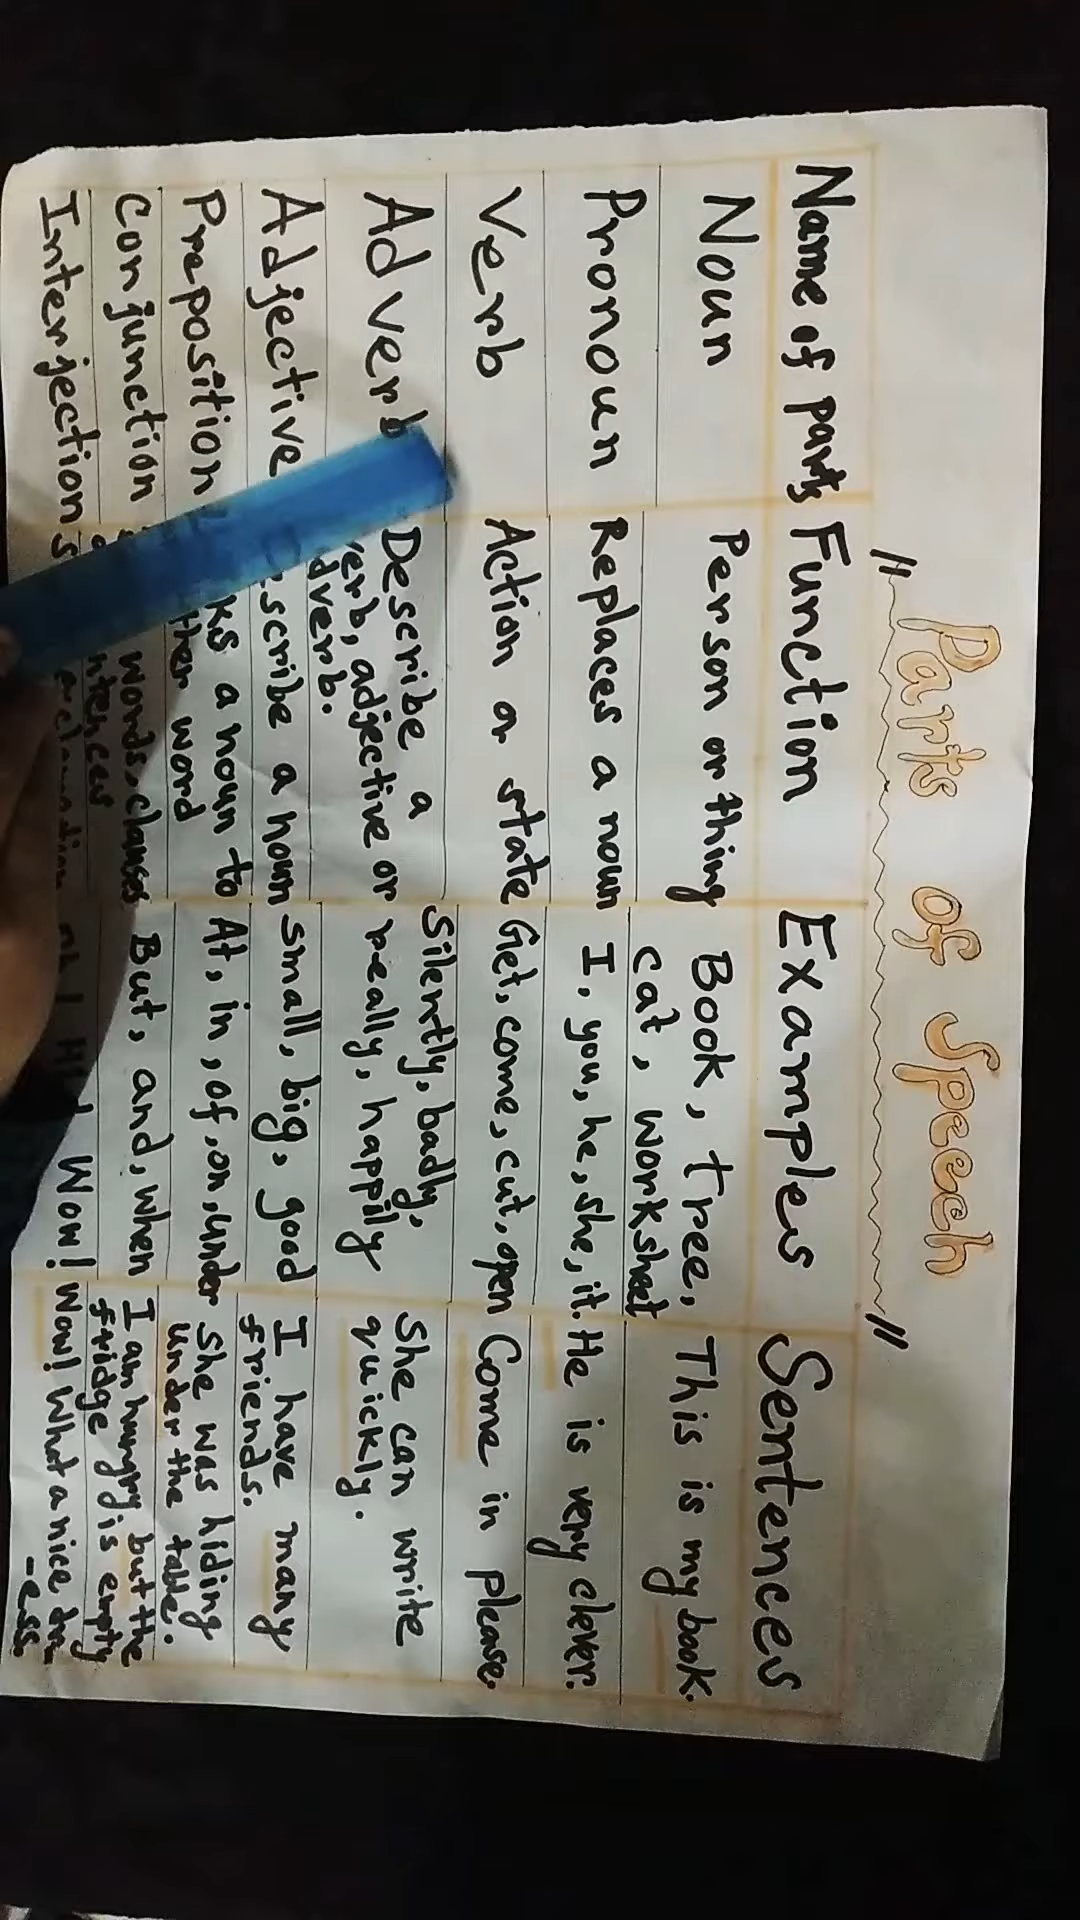 "Parts of Speech"
Name of parts Function Examples Sentences
Noun Person or thing Book, tree, This is my book.
cat, worksheet
Pronoun Replaces a noun I, you, he, she, it. He is very clever.
Verb Action or state Get, come, cut, open Come in please.
Adverb Describe a Silently, badly, She can write
verb, adjective or really, happily quickly.
adverb.
Adjective Describe a noun small, big, good I have many
friends.
Preposition a noun to At, in, of, on, under She was hiding
word under the table.
Conjunction words, clauses But, and, when I am hungry but the
fridge is empty
Interjection Wow! Wow! What a nice dr-
-ess.